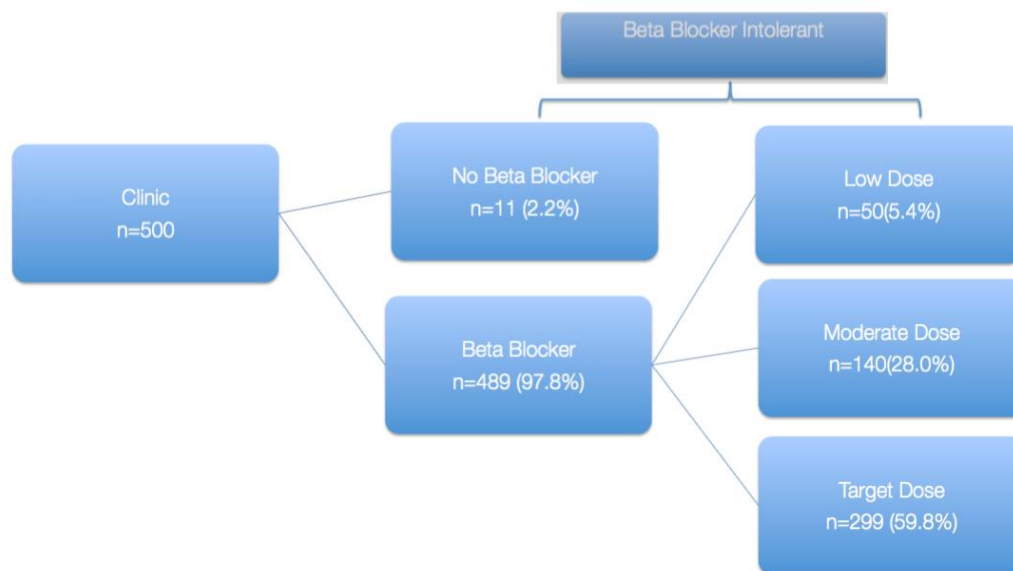 Beta Blocker Intolerant
Clinic
n=500
No Beta Blocker
n=11 (2.2%)
Beta Blocker
n=489 (97.8%)
Low Dose
n=50(5.4%)
Moderate Dose
n=140(28.0%)
Target Dose
n=299 (59.8%)